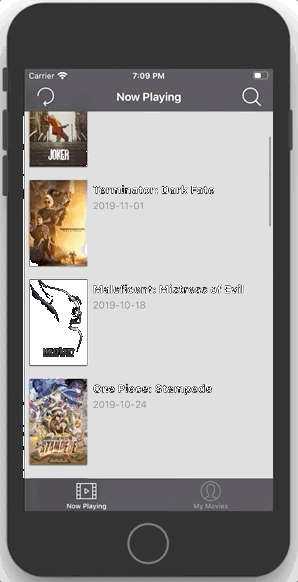 Carrier 7:09 PM
Now Playing
JOKER
Terminator: Dark Fate
2019-11-01
Maleficent: Mistress of Evil
2019-10-18
One Piece: Stampede
2019-10-24
STAMPEDE
Now Playing My Movies